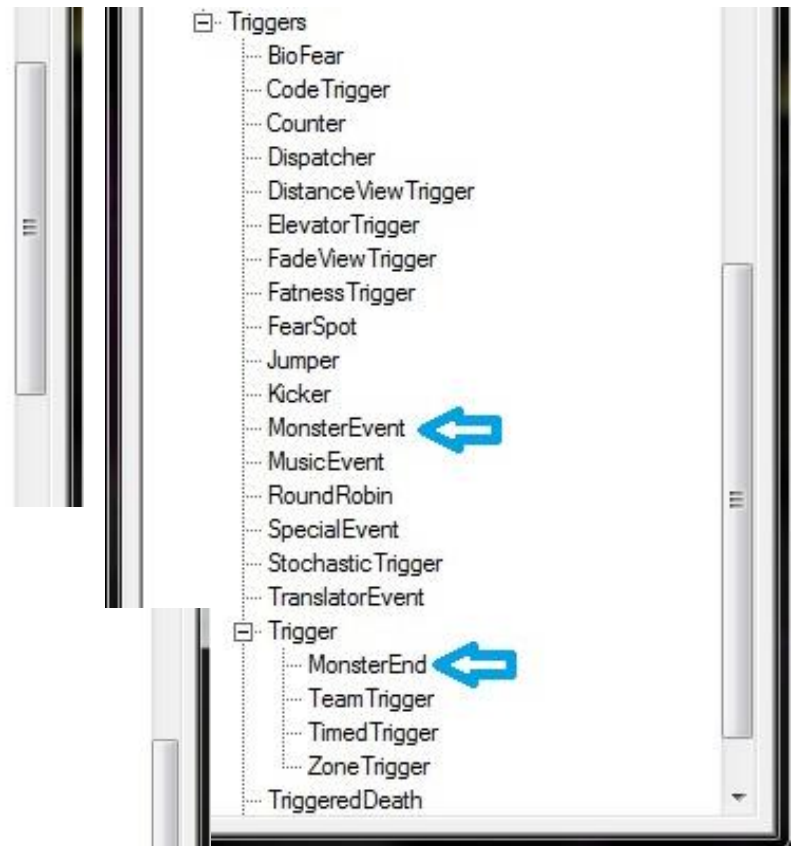 Triggers
BioFear
CodeTrigger
Counter
Dispatcher
DistanceViewTrigger
ElevatorTrigger
FadeViewTrigger
FatnessTrigger
FearSpot
Jumper
Kicker
MonsterEvent
MusicEvent
RoundRobin
SpecialEvent
StochasticTrigger
TranslatorEvent
Trigger
MonsterEnd
TeamTrigger
TimedTrigger
ZoneTrigger
TriggeredDeath